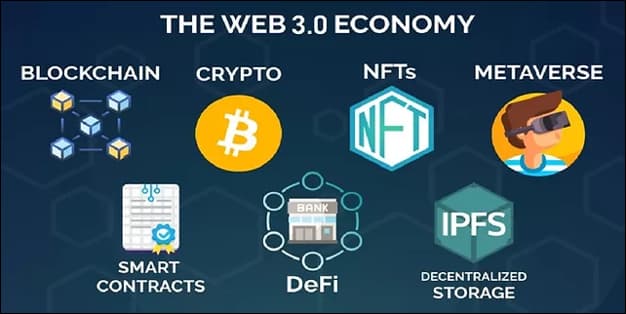 THE WEB 3.0 ECONOMY
BLOCKCHAIN
CRYPTO
NFTs
METAVERSE
NFT
BANK
IPFS
SMART
CONTRACTS
DeFi
DECENTRALIZED
STORAGE